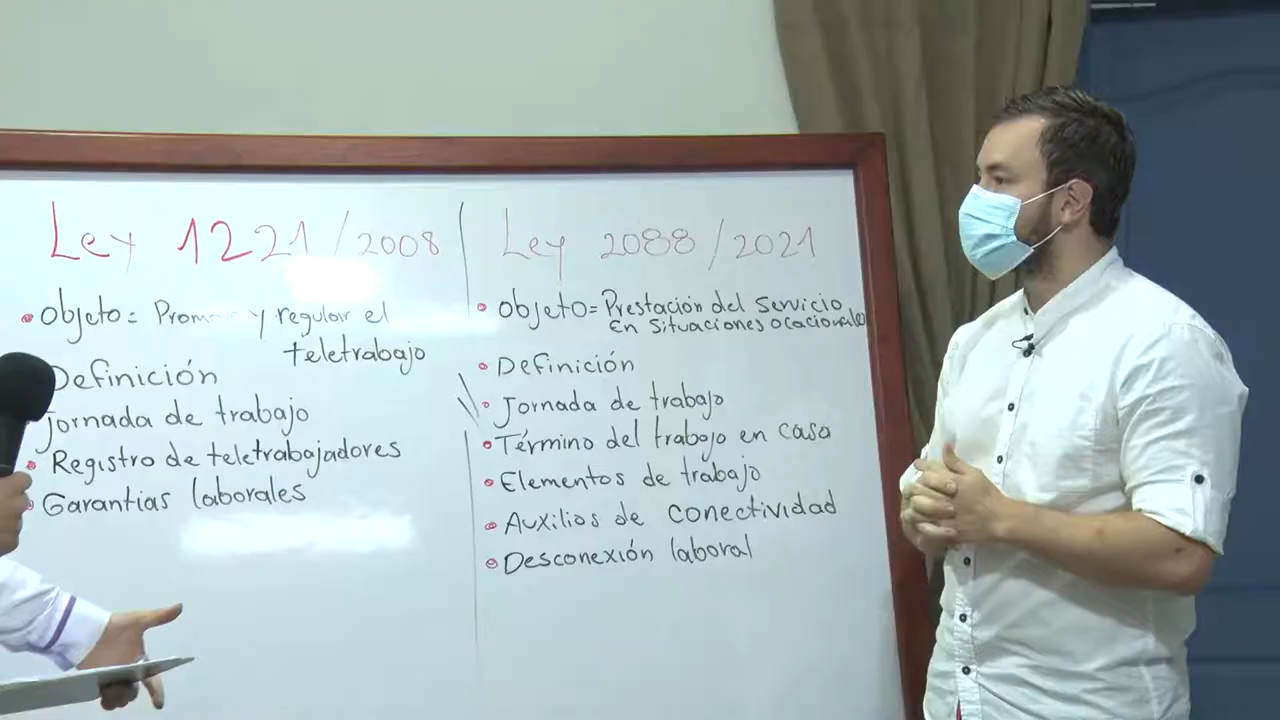 Ley 1221/2008
• Objeto = Promo y regular el
teletrabajo
Definición
Jornada de trabajo
• Registro de teletrabajadores
• Garantias laborales
Ley 2088/2021
• Objeto = Prestación del Servicio
En Situaciones ocacionale
• Definición
• Jornada de trabajo
• Término del trabajo en casa
• Elementos de trabajo
• Auxilios de conectividad
• Desconexión laboral